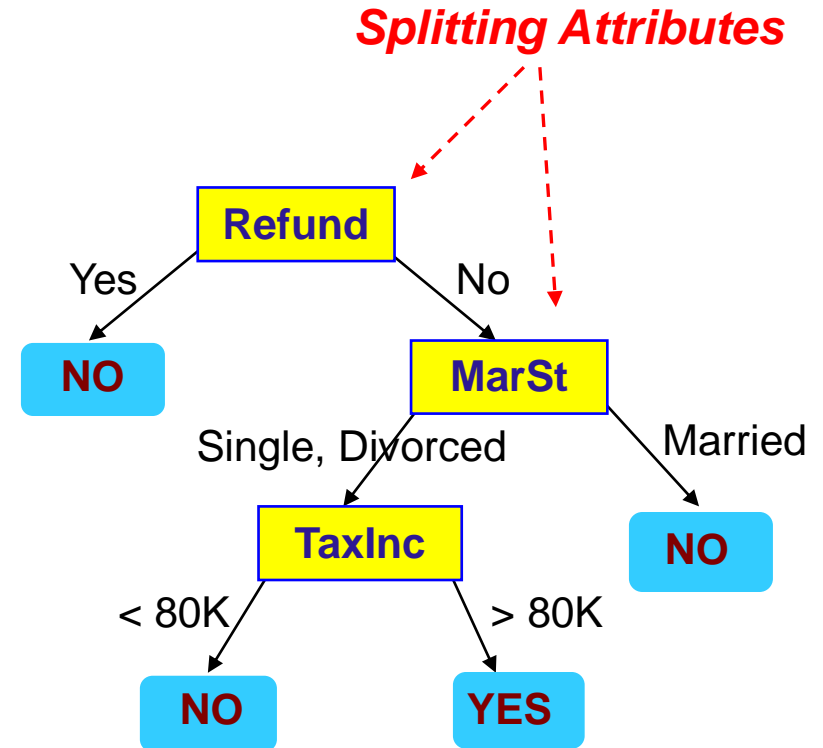 Splitting Attributes
Refund
Yes
No
NO
MarSt
Single, Divorced
Married
TaxInc
NO
< 80K
> 80K
NO
YES